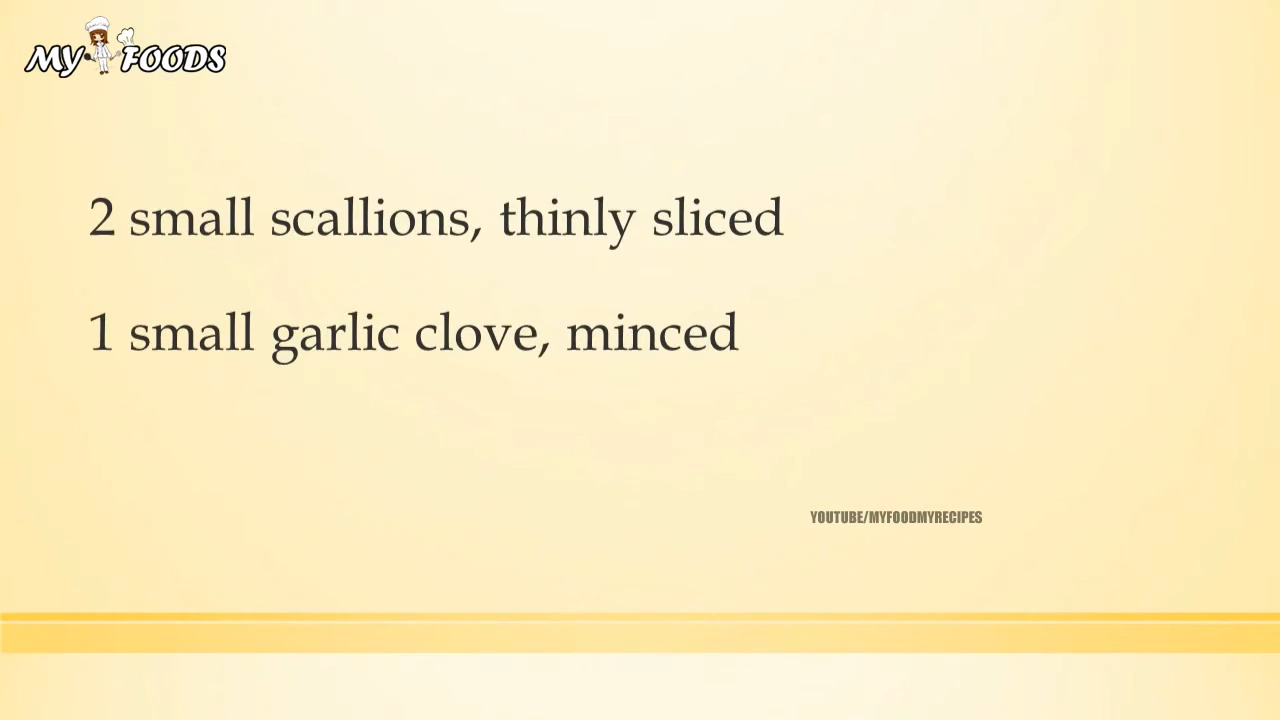 MY FOODS
2 small scallions, thinly sliced
1 small garlic clove, minced
YOUTUBE/MYFOODMYRECIPES